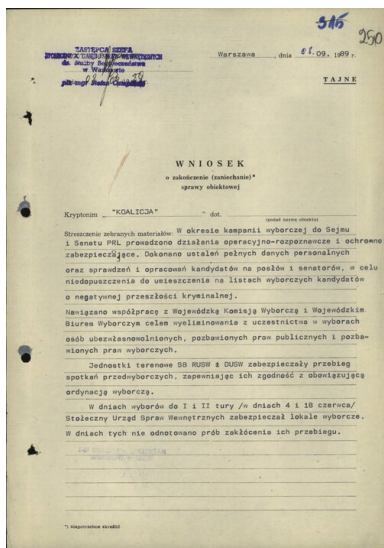 315
250
ZASTĘPCA SZEFA
ds. Służby Bezpieczeństwa
w Warszawie
Warszawa, dnia 08.09.1989 r.
TAJNE
WNIOSEK
o zakończenie (zaniechanie)*
sprawy obiektowej
Kryptonim "KOALICJA" " dot.
(podać nazwę obiektu)
Streszczenie zebranych materiałów: W okresie kampanii wyborczej do Sejmu
i Senatu PRL prowadzono działania operacyjno-rozpoznawcze i ochronno
zabezpieczające. Dokonano ustaleń pełnych danych personalnych
oraz sprawdzeń i opracowań kandydatów na posłów i senatorów, w celu
niedopuszczenia do umieszczenia na listach wyborczych kandydatów
o negatywnej przeszłości kryminalnej.
Nawiązano współpracę z Wojewódzką Komisją Wyborczą i Wojewódzkim
Biurem Wyborczym celem wyeliminowania z uczestnictwa w wyborach
osób ubezwłasnowolnionych, pozbawionych praw publicznych i pozba-
wionych praw wyborczych.
Jednostki terenowe SB RUSW i DUSW zabezpieczały przebieg
spotkań przedwyborczych, zapewniając ich zgodność z obowiązującą
ordynacją wyborczą.
W dniach wyborów do I i II tury /w dniach 4 i 18 czerwca/
Stołeczny Urząd Spraw Wewnętrznych zabezpieczał lokale wyborcze.
W dniach tych nie odnotowano prób zakłócenia ich przebiegu.
*) niepotrzebne skreślić